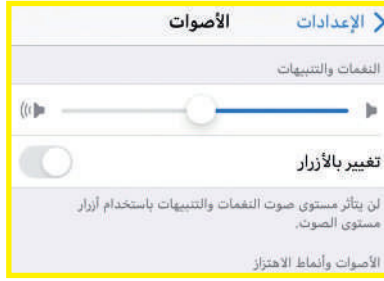 الإعدادات
الأصوات
النغمات والتنبيهات
تغيير بالأزرار
لن يتأثر مستوى صوت النغمات والتنبيهات باستخدام أزرار
مستوى الصوت.
الأصوات وأنماط الاهتزاز